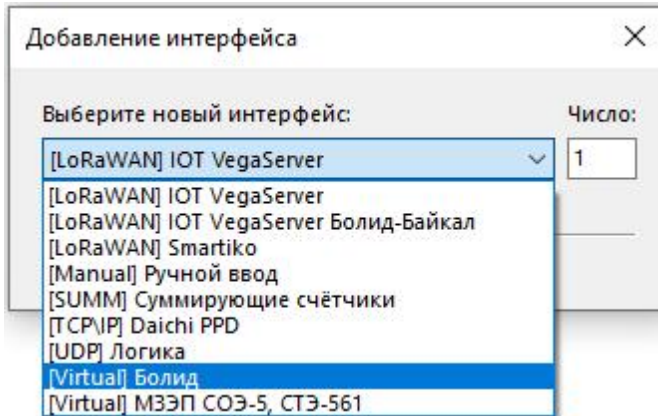 Добавление интерфейса
Выберите новый интерфейс: Число:
[LoRaWAN] IOT VegaServer 1
[LoRaWAN] IOT VegaServer
[LoRaWAN] IOT VegaServer Болид-Байкал
[LoRaWAN] Smartiko
[Manual] Ручной ввод
[SUMM] Суммирующие счётчики
[TCP\IP] Daichi PPD
[UDP] Логика
[Virtual] Болид
[Virtual] МЗЭП СОЭ-5, СТЭ-561